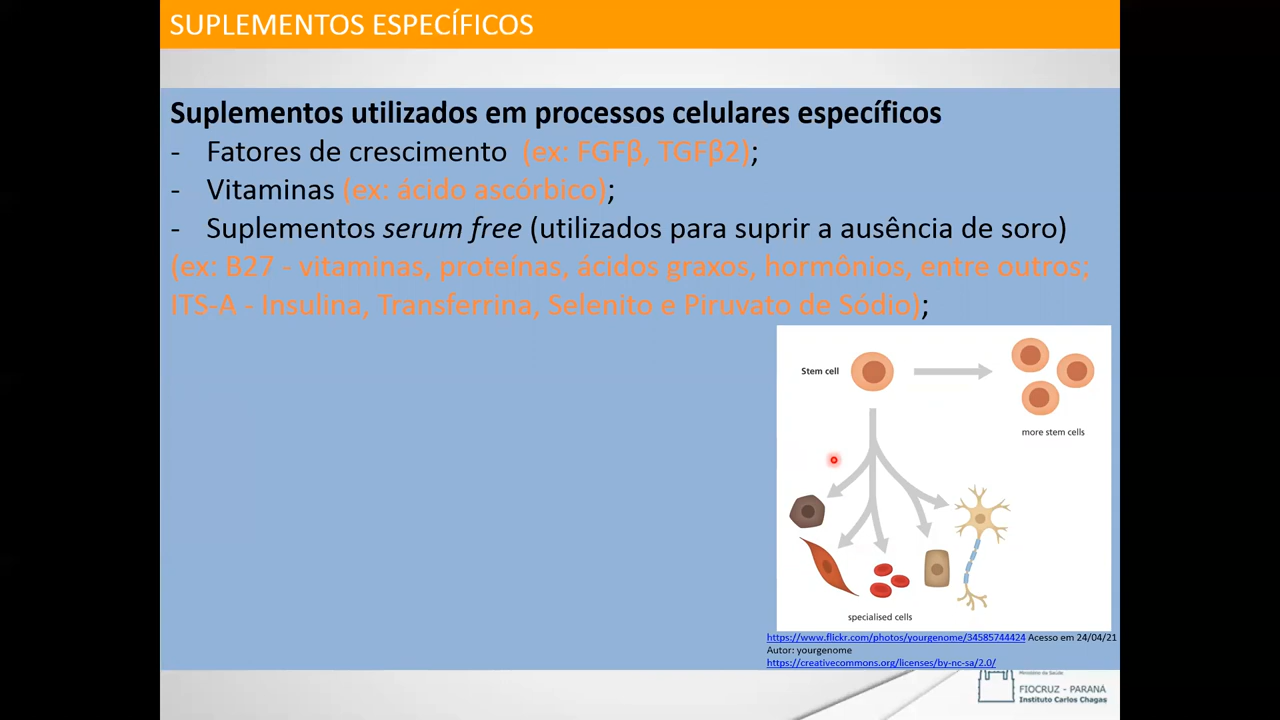 SUPLEMENTOS ESPECÍFICOS
Suplementos utilizados em processos celulares específicos
- Fatores de crescimento (ex: FGFβ, TGFβ2);
- Vitaminas (ex: ácido ascórbico);
- Suplementos serum free (utilizados para suprir a ausência de soro)
(ex: B27 - vitaminas, proteínas, ácidos graxos, hormônios, entre outros;
ITS-A - Insulina, Transferrina, Selenito e Piruvato de Sódio);
Stem cell
more stem cells
specialised cells
https://www.flickr.com/photos/yourgenome/34585744424 Acesso em 24/04/21
Autor: yourgenome
https://creativecommons.org/licenses/by-nc-sa/2.0/
Ministério da Saúde
FIOCRUZ - PARANÁ
Instituto Carlos Chagas